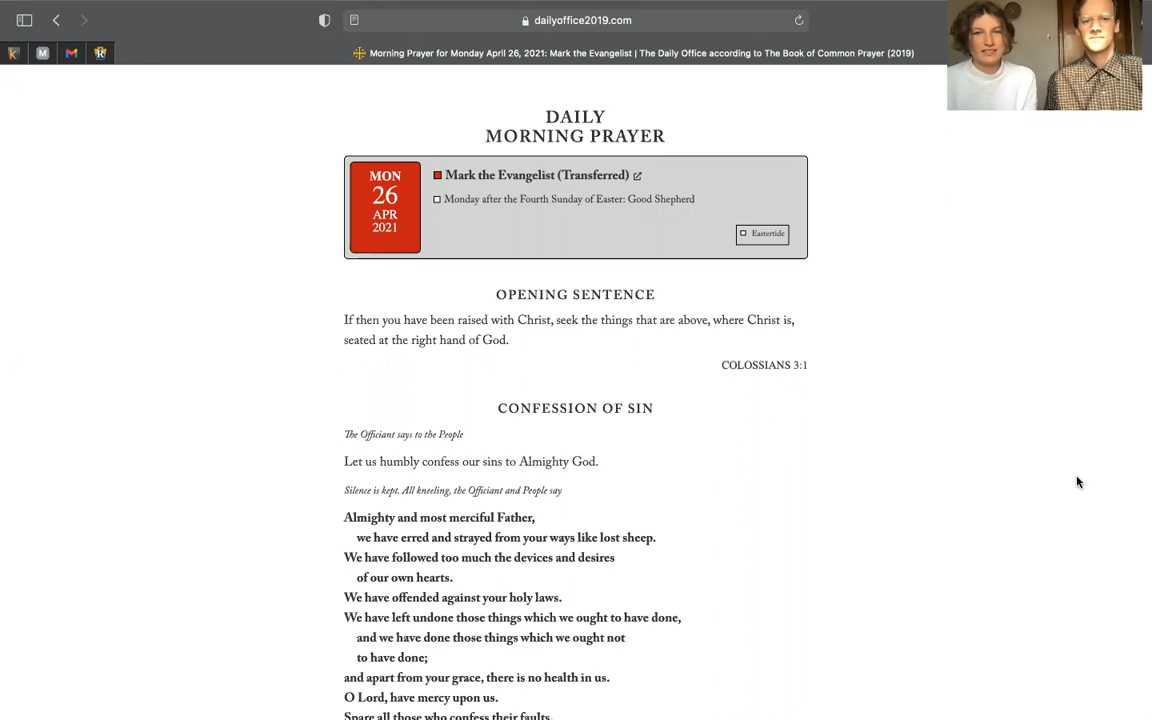 dailyoffice2019.com
Morning Prayer for Monday April 26, 2021: Mark the Evangelist | The Daily Office according to The Book of Common Prayer (2019)
DAILY
MORNING PRAYER
MON
26
APR
2021
Mark the Evangelist (Transferred)
Monday after the Fourth Sunday of Easter: Good Shepherd
Eastertide
OPENING SENTENCE
If then you have been raised with Christ, seek the things that are above, where Christ is,
seated at the right hand of God.
COLOSSIANS 3:1
CONFESSION OF SIN
The Officiant says to the People
Let us humbly confess our sins to Almighty God.
Silence is kept. All kneeling, the Officiant and People say
Almighty and most merciful Father,
we have erred and strayed from your ways like lost sheep.
We have followed too much the devices and desires
of our own hearts.
We have offended against your holy laws.
We have left undone those things which we ought to have done,
and we have done those things which we ought not
to have done;
and apart from your grace, there is no health in us.
O Lord, have mercy upon us.
Spare all those who confess their faults.